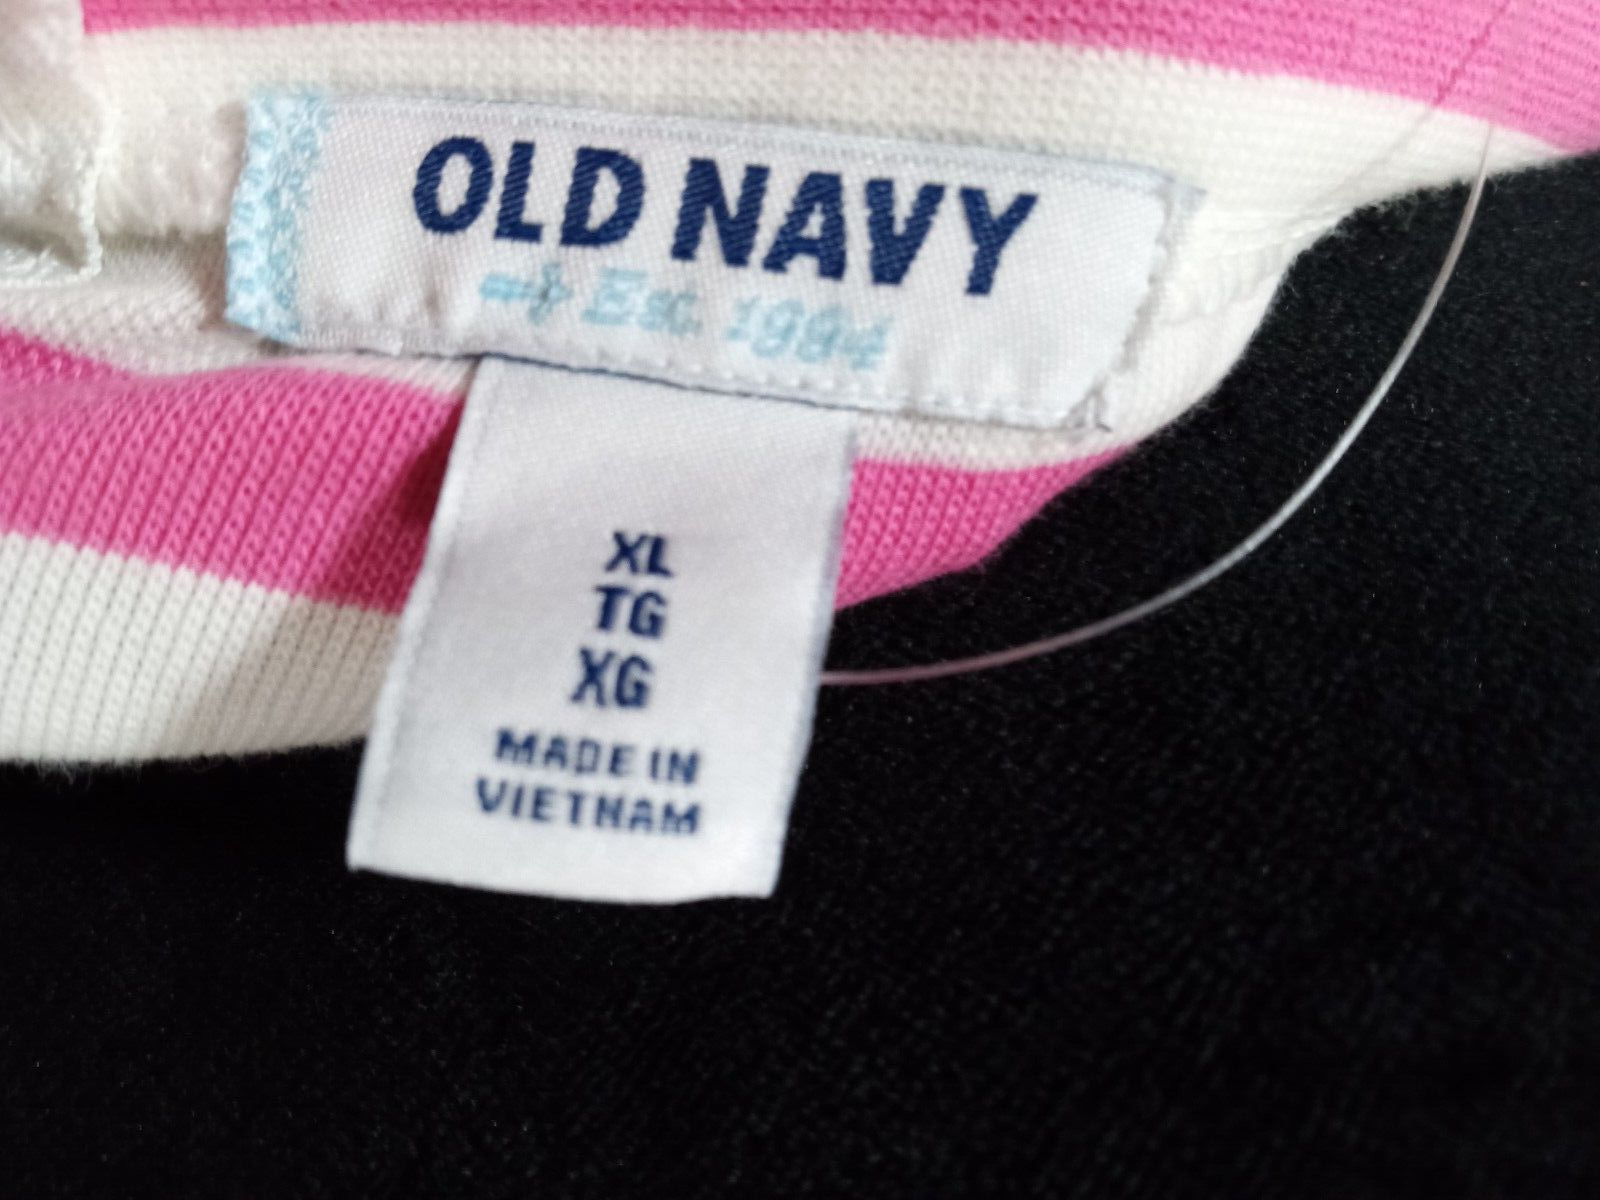 OLD NAVY
Est. 1994
XL
TG
XG
MADE IN
VIETNAM